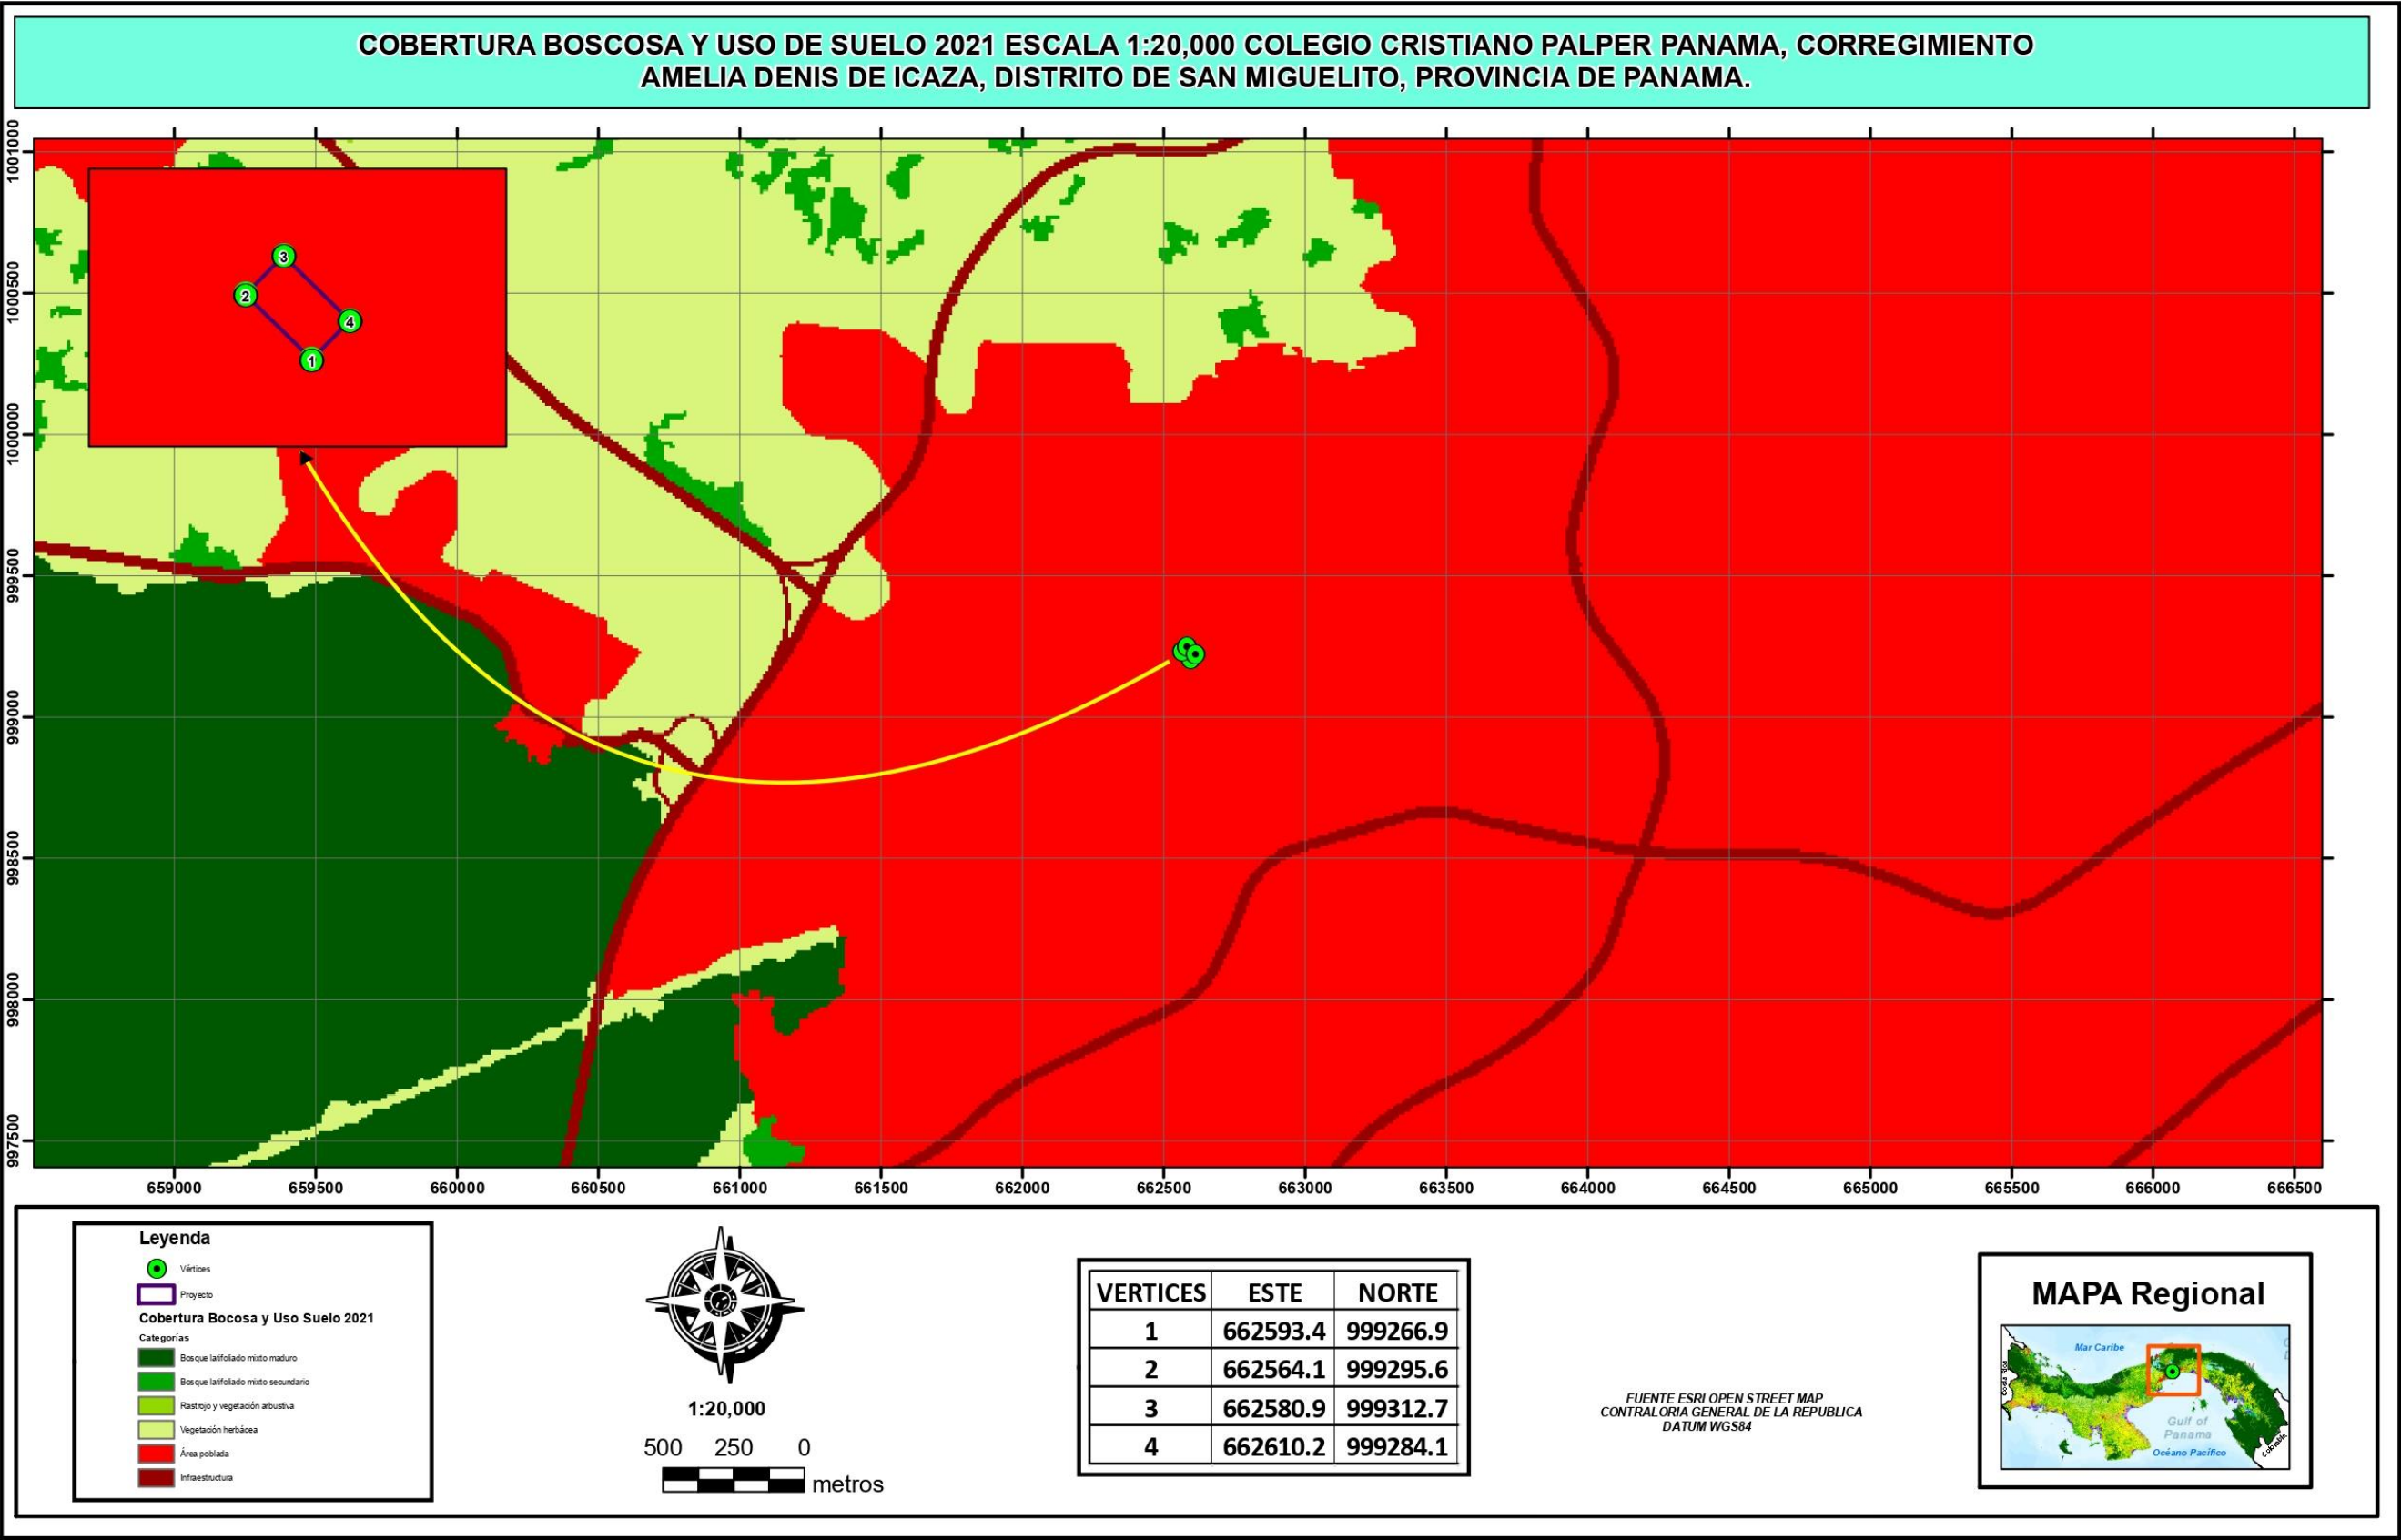 COBERTURA BOSCOSA Y USO DE SUELO 2021 ESCALA 1:20,000 COLEGIO CRISTIANO PALPER PANAMA, CORREGIMIENTO
AMELIA DENIS DE ICAZA, DISTRITO DE SAN MIGUELITO, PROVINCIA DE PANAMA.
1001000
1000500
1000000
999500
999000
998500
998000
997500
3
2
4
1
659000 659500 660000 660500 661000 661500 662000 662500 663000 663500 664000 664500 665000 665500 666000 666500
Leyenda
Vértices
Proyecto
Cobertura Bocosa y Uso Suelo 2021
Categorías
Bosque latifoliado mixto maduro
Bosque latifoliado mixto secundario
Rastrojo y vegetación arbustiva
Vegetación herbácea
Área poblada
Infraestructura
1:20,000
500 250 0
metros
VERTICES ESTE NORTE
1 662593.4 999266.9
2 662564.1 999295.6
3 662580.9 999312.7
4 662610.2 999284.1
FUENTE ESRI OPEN STREET MAP
CONTRALORIA GENERAL DE LA REPUBLICA
DATUM WGS84
MAPA Regional
Mar Caribe
Costa Rica
Gulf of
Panama
Océano Pacífico
Colombia